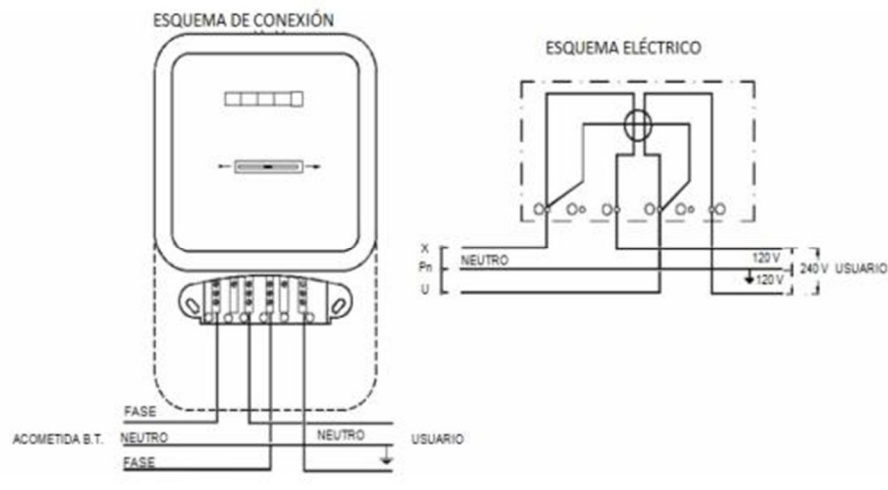 ESQUEMA DE CONEXIÓN
FASE
ACOMETIDA B.T. NEUTRO NEUTRO USUARIO
FASE
ESQUEMA ELÉCTRICO
X
Pn NEUTRO 120 V 240 V USUARIO
120 V
U